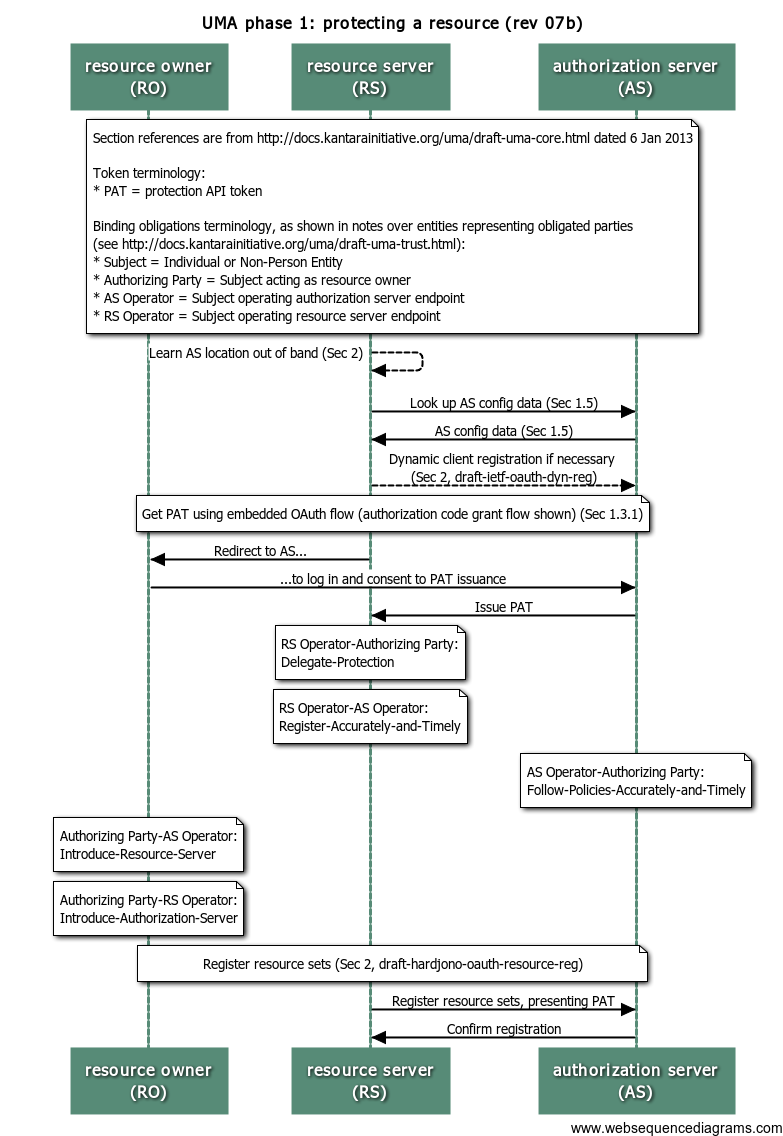 UMA phase 1: protecting a resource (rev 07b)
resource owner
(RO)
resource server
(RS)
authorization server
(AS)
Section references are from http://docs.kantarainitiative.org/uma/draft-uma-core.html dated 6 Jan 2013
Token terminology:
* PAT = protection API token
Binding obligations terminology, as shown in notes over entities representing obligated parties
(see http://docs.kantarainitiative.org/uma/draft-uma-trust.html):
* Subject = Individual or Non-Person Entity
* Authorizing Party = Subject acting as resource owner
* AS Operator = Subject operating authorization server endpoint
* RS Operator = Subject operating resource server endpoint
Learn AS location out of band (Sec 2)
Look up AS config data (Sec 1.5)
AS config data (Sec 1.5)
Dynamic client registration if necessary
(Sec 2, draft-ietf-oauth-dyn-reg)
Get PAT using embedded OAuth flow (authorization code grant flow shown) (Sec 1.3.1)
Redirect to AS...
...to log in and consent to PAT issuance
Issue PAT
RS Operator-Authorizing Party:
Delegate-Protection
RS Operator-AS Operator:
Register-Accurately-and-Timely
AS Operator-Authorizing Party:
Follow-Policies-Accurately-and-Timely
Authorizing Party-AS Operator:
Introduce-Resource-Server
Authorizing Party-RS Operator:
Introduce-Authorization-Server
Register resource sets (Sec 2, draft-hardjono-oauth-resource-reg)
Register resource sets, presenting PAT
Confirm registration
resource owner
(RO)
resource server
(RS)
authorization server
(AS)
www.websequencediagrams.com